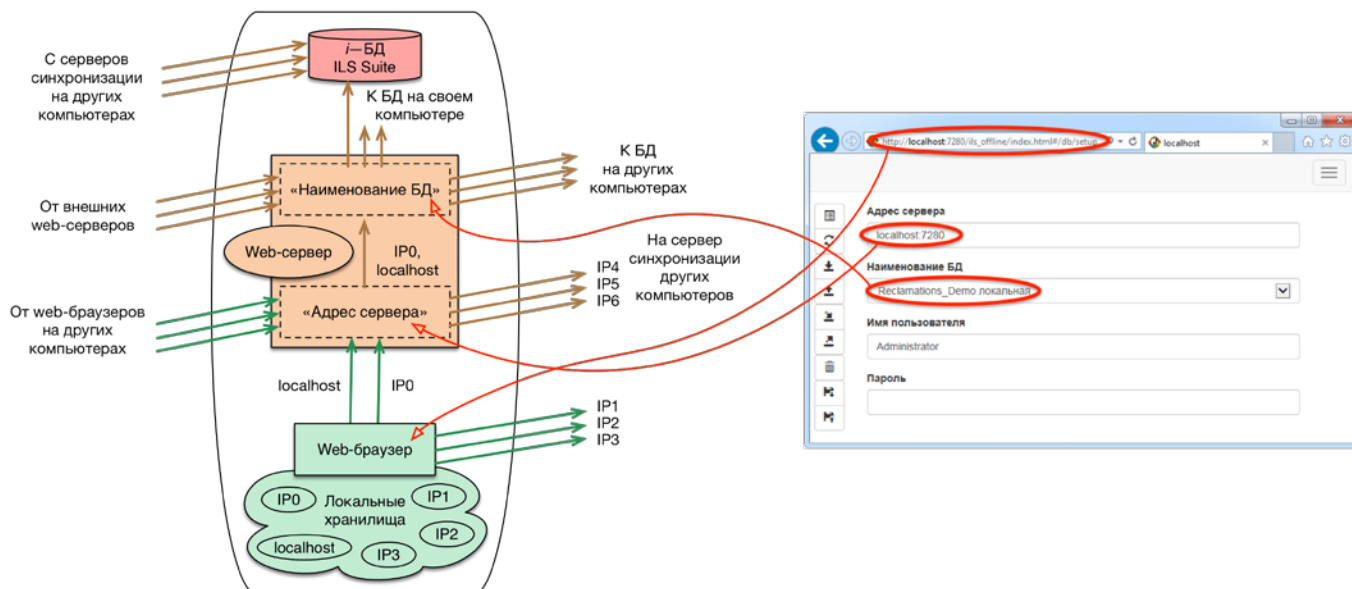 i—БД
ILS Suite
С серверов
синхронизации
на других
компьютерах
К БД на своем
компьютере
«Наименование БД»
К БД
на других
компьютерах
От внешних
web-серверов
Web-сервер
IP0,
localhost
На сервер
синхронизации
других
компьютеров
IP4
IP5
IP6
«Адрес сервера»
От web-браузеров
на других
компьютерах
localhost
IP0
IP1
IP2
IP3
Web-браузер
Локальные
хранилища
IP0
IP1
IP2
localhost
IP3
http://localhost:7280/ils_offline/index.html#/db/setup
localhost
Адрес сервера
localhost:7280
Наименование БД
Reclamations_Demo локальная
Имя пользователя
Administrator
Пароль